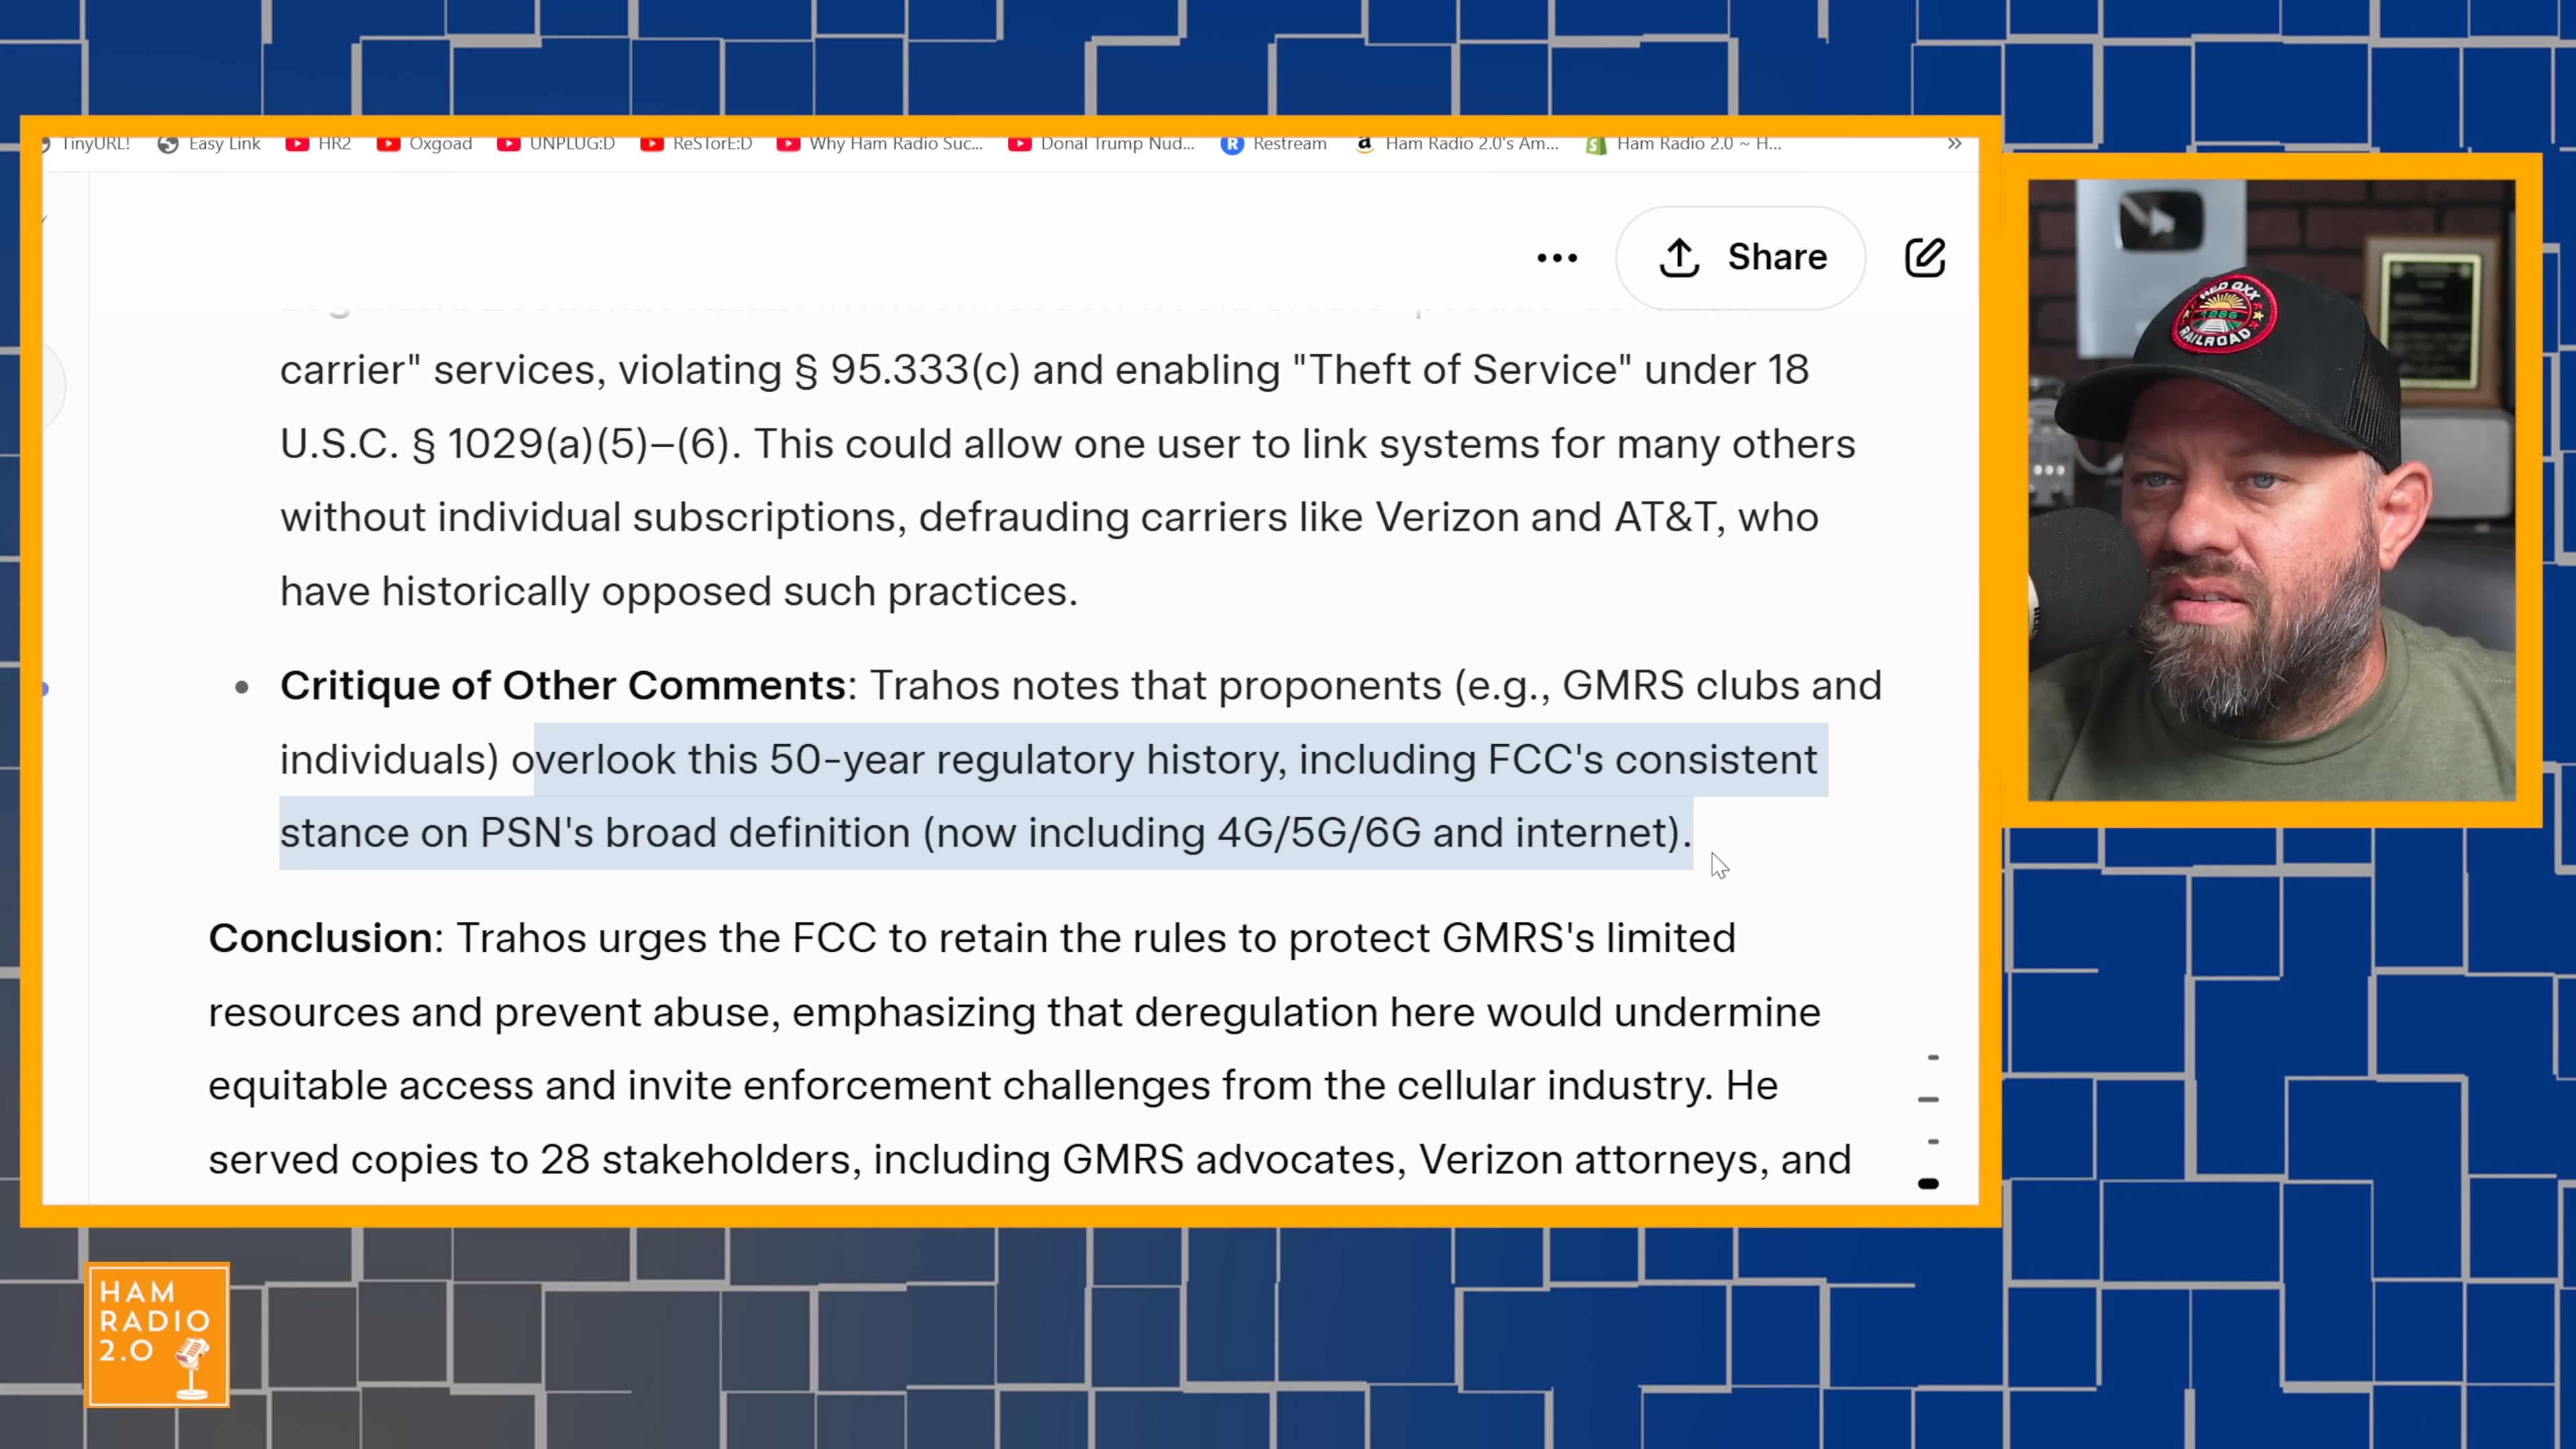 TinyURL!
Easy Link
HR2
Oxgoad
UNPLUG:D
ReSTorE:D
Why Ham Radio Suc...
Donal Trump Nud...
Restream
Ham Radio 2.0's Am...
Ham Radio 2.0 ~ H...
Share
carrier" services, violating § 95.333(c) and enabling "Theft of Service" under 18
U.S.C. § 1029(a)(5)–(6). This could allow one user to link systems for many others
without individual subscriptions, defrauding carriers like Verizon and AT&T, who
have historically opposed such practices.
• Critique of Other Comments: Trahos notes that proponents (e.g., GMRS clubs and
individuals) overlook this 50-year regulatory history, including FCC's consistent
stance on PSN's broad definition (now including 4G/5G/6G and internet).
Conclusion: Trahos urges the FCC to retain the rules to protect GMRS's limited
resources and prevent abuse, emphasizing that deregulation here would undermine
equitable access and invite enforcement challenges from the cellular industry. He
served copies to 28 stakeholders, including GMRS advocates, Verizon attorneys, and
RED OXX
1986
RAILROAD
HAM
RADIO
2.0